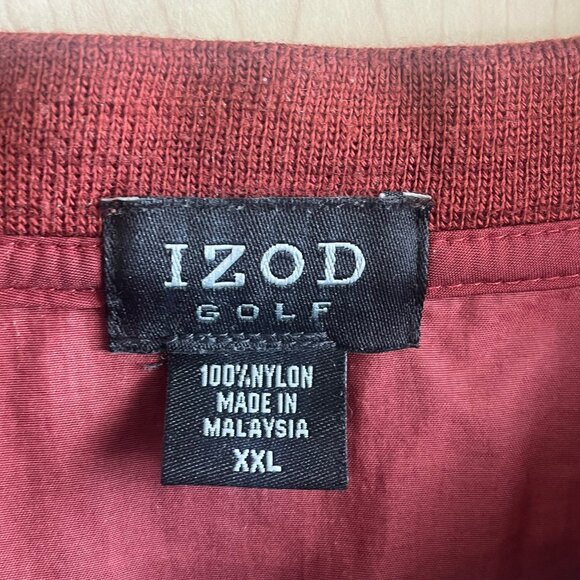 IZOD
GOLF
100%NYLON
MADE IN
MALAYSIA
XXL